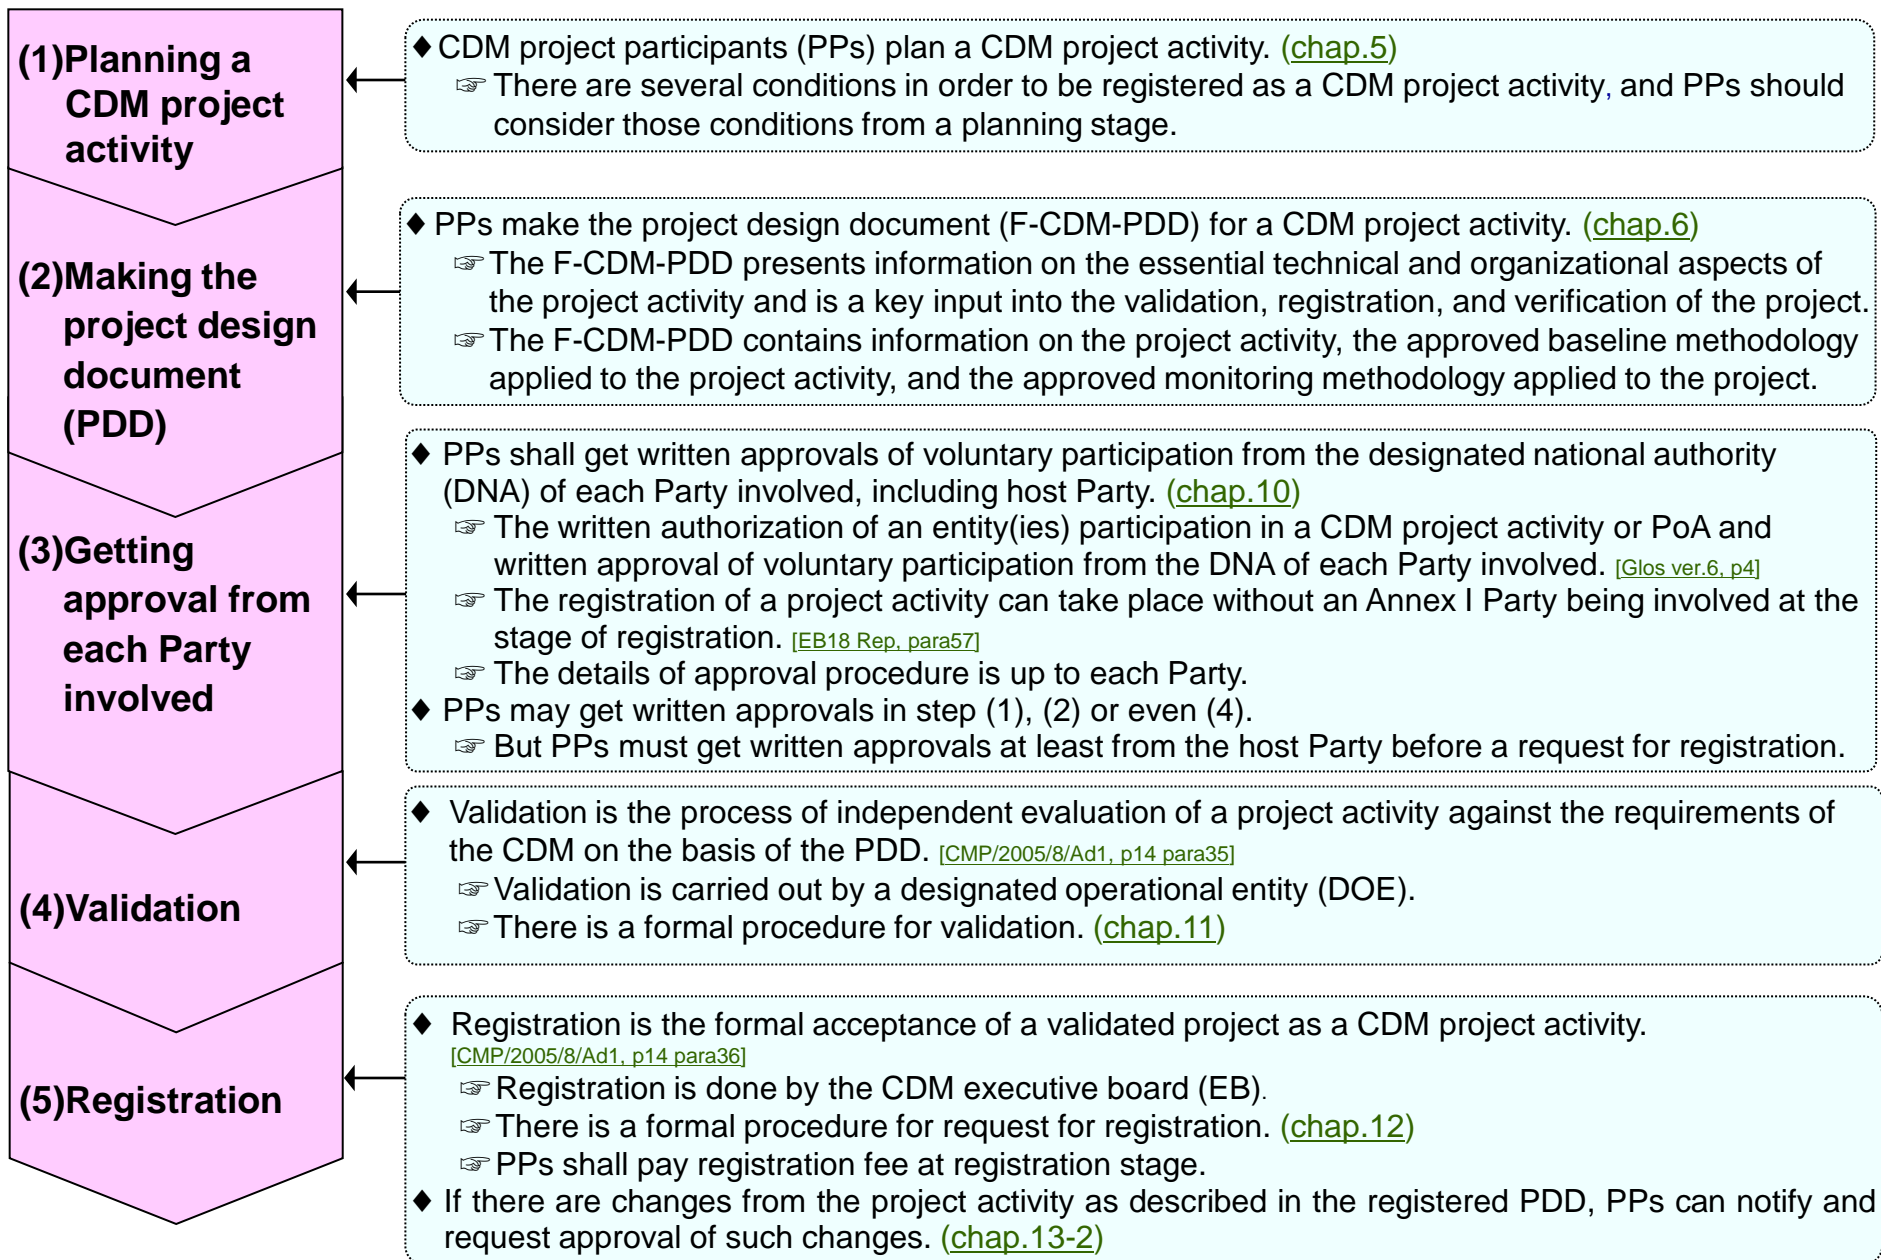 (1)Planning a
CDM project
activity
♦ CDM project participants (PPs) plan a CDM project activity. (chap.5)
☞ There are several conditions in order to be registered as a CDM project activity, and PPs should
consider those conditions from a planning stage.
(2)Making the
project design
document
(PDD)
♦ PPs make the project design document (F-CDM-PDD) for a CDM project activity. (chap.6)
☞ The F-CDM-PDD presents information on the essential technical and organizational aspects of
the project activity and is a key input into the validation, registration, and verification of the project.
☞ The F-CDM-PDD contains information on the project activity, the approved baseline methodology
applied to the project activity, and the approved monitoring methodology applied to the project.
(3)Getting
approval from
each Party
involved
♦ PPs shall get written approvals of voluntary participation from the designated national authority
(DNA) of each Party involved, including host Party. (chap.10)
☞ The written authorization of an entity(ies) participation in a CDM project activity or PoA and
written approval of voluntary participation from the DNA of each Party involved. [Glos ver.6, p4]
☞ The registration of a project activity can take place without an Annex I Party being involved at the
stage of registration. [EB18 Rep, para57]
☞ The details of approval procedure is up to each Party.
♦ PPs may get written approvals in step (1), (2) or even (4).
☞ But PPs must get written approvals at least from the host Party before a request for registration.
(4)Validation
♦ Validation is the process of independent evaluation of a project activity against the requirements of
the CDM on the basis of the PDD. [CMP/2005/8/Ad1, p14 para35]
☞ Validation is carried out by a designated operational entity (DOE).
☞ There is a formal procedure for validation. (chap.11)
(5)Registration
♦ Registration is the formal acceptance of a validated project as a CDM project activity.
[CMP/2005/8/Ad1, p14 para36]
☞ Registration is done by the CDM executive board (EB).
☞ There is a formal procedure for request for registration. (chap.12)
☞ PPs shall pay registration fee at registration stage.
♦ If there are changes from the project activity as described in the registered PDD, PPs can notify and
request approval of such changes. (chap.13-2)